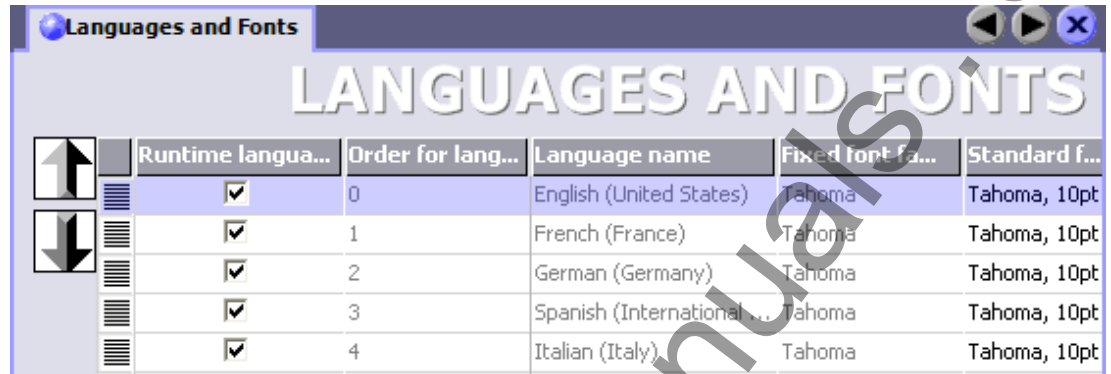 Languages and Fonts
LANGUAGES AND FONTS
Runtime langua... Order for lang... Language name Fixed font fa... Standard f...
0 English (United States) Tahoma Tahoma, 10pt
1 French (France) Tahoma Tahoma, 10pt
2 German (Germany) Tahoma Tahoma, 10pt
3 Spanish (International ... Tahoma Tahoma, 10pt
4 Italian (Italy) Tahoma Tahoma, 10pt